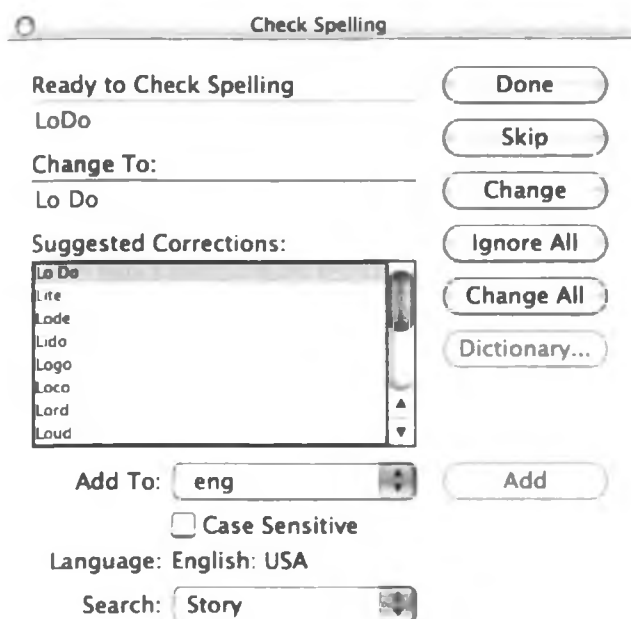 Check Spelling
Ready to Check Spelling
LoDo
Change To:
Lo Do
Suggested Corrections:
Lo Do
Lite
Lode
Lido
Logo
Loco
Lord
Loud
Add To: eng
Case Sensitive
Language: English: USA
Search: Story
Done
Skip
Change
Ignore All
Change All
Dictionary...
Add